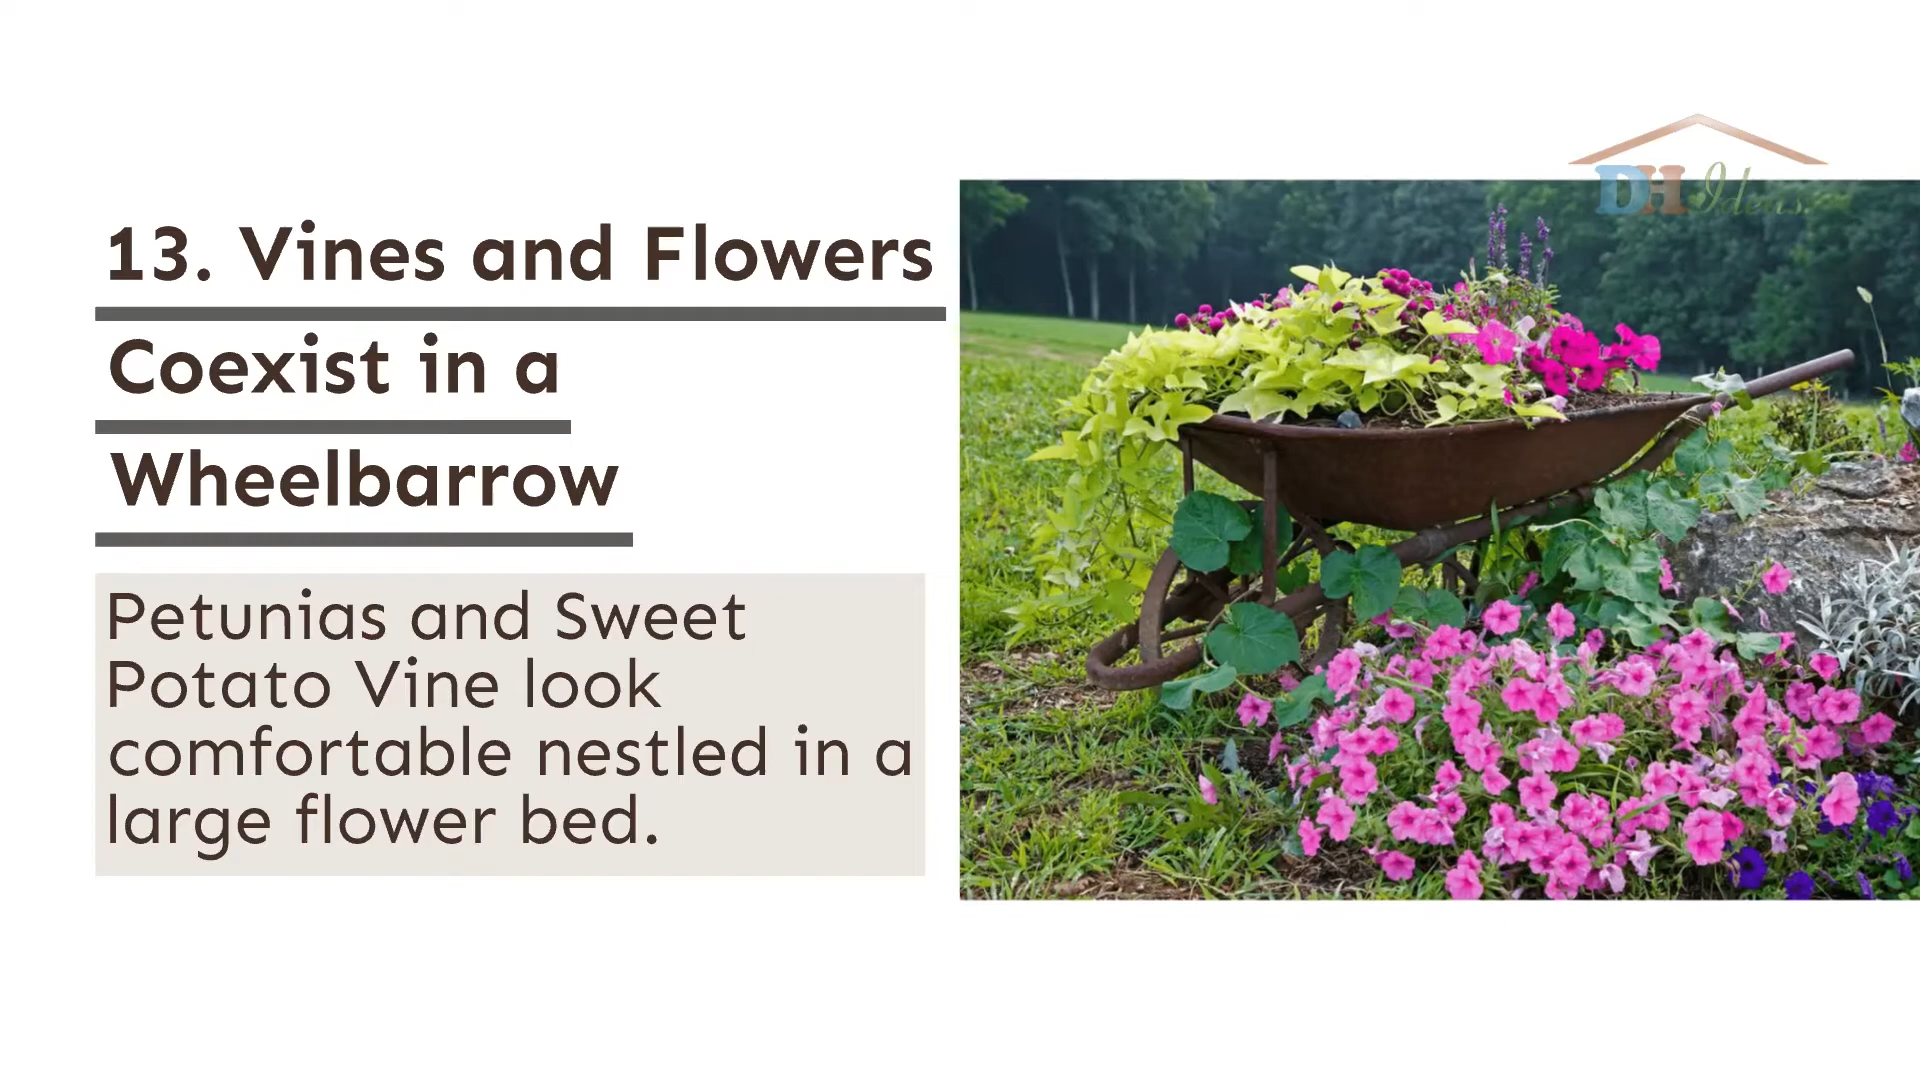 DH Ideas
13. Vines and Flowers
Coexist in a
Wheelbarrow
Petunias and Sweet
Potato Vine look
comfortable nestled in a
large flower bed.